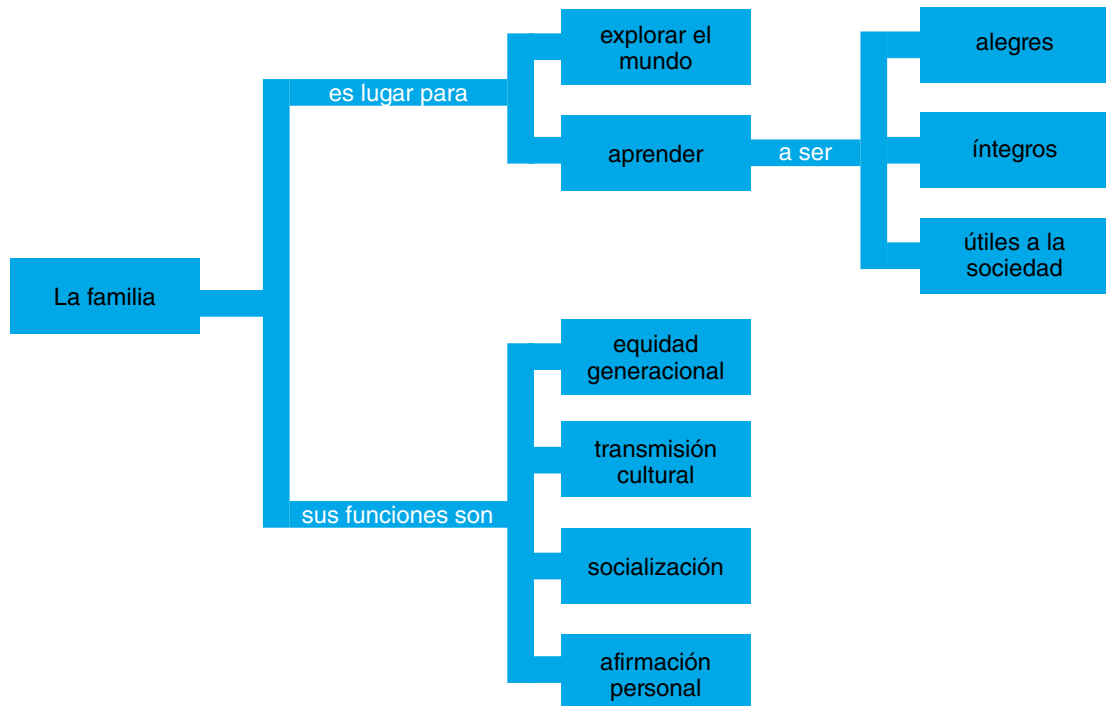 La familia
es lugar para
explorar el
mundo
aprender
a ser
alegres
íntegros
útiles a la
sociedad
sus funciones son
equidad
generacional
transmisión
cultural
socialización
afirmación
personal